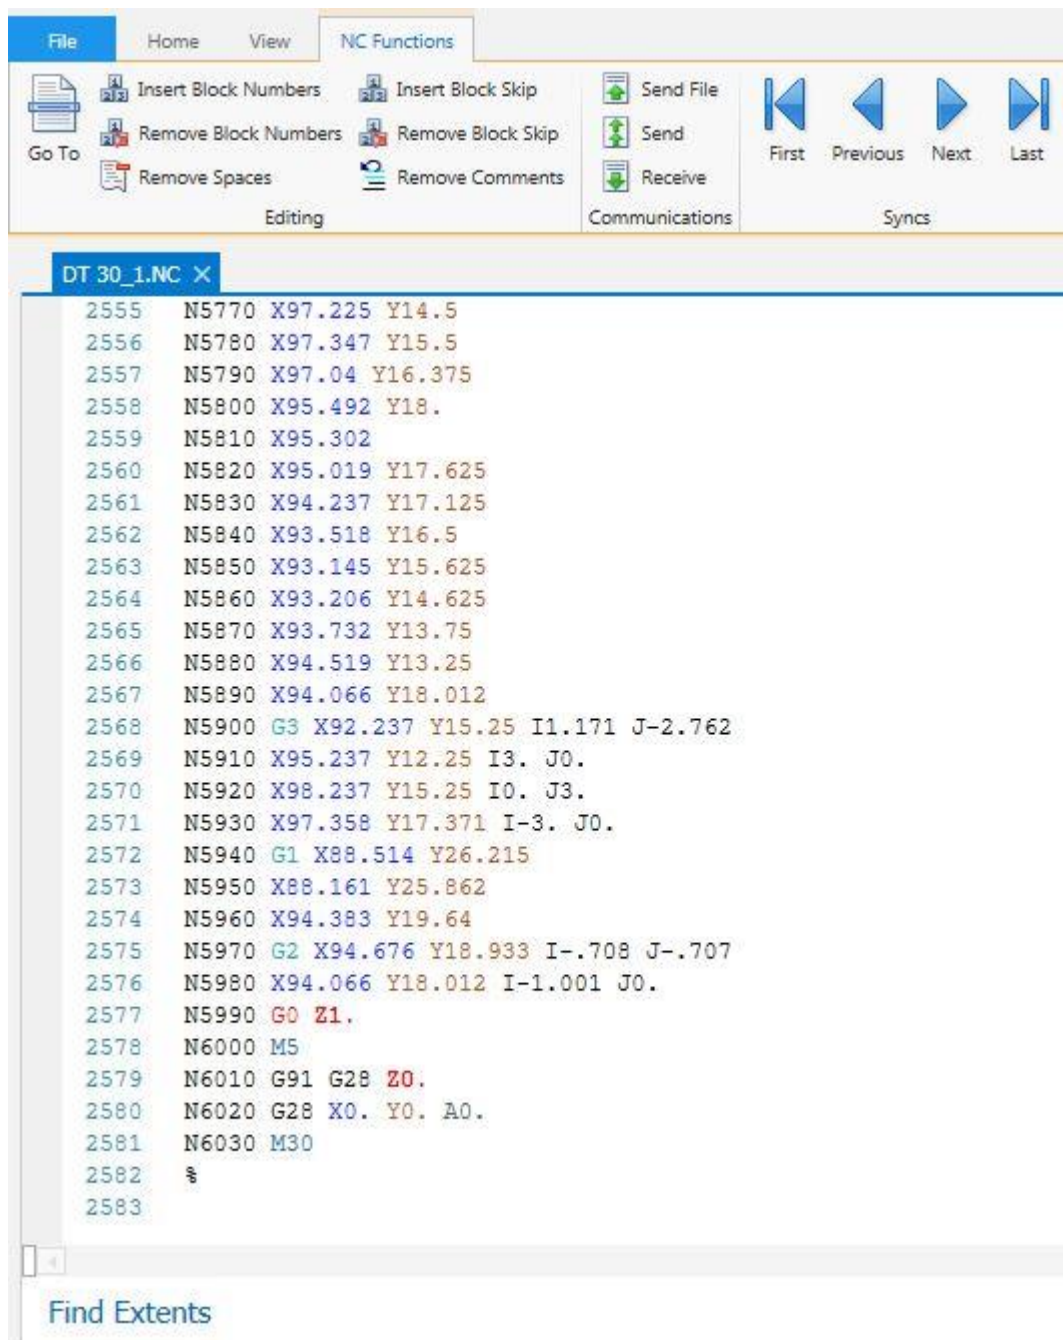 File Home View NC Functions
Go To
Insert Block Numbers Insert Block Skip Send File
Remove Block Numbers Remove Block Skip Send
Remove Spaces Remove Comments Receive
First Previous Next Last
Editing Communications Syncs
DT 30_1.NC ×
2555 N5770 X97.225 Y14.5
2556 N5780 X97.347 Y15.5
2557 N5790 X97.04 Y16.375
2558 N5800 X95.492 Y18.
2559 N5810 X95.302
2560 N5820 X95.019 Y17.625
2561 N5830 X94.237 Y17.125
2562 N5840 X93.518 Y16.5
2563 N5850 X93.145 Y15.625
2564 N5860 X93.206 Y14.625
2565 N5870 X93.732 Y13.75
2566 N5880 X94.519 Y13.25
2567 N5890 X94.066 Y18.012
2568 N5900 G3 X92.237 Y15.25 I1.171 J-2.762
2569 N5910 X95.237 Y12.25 I3. J0.
2570 N5920 X98.237 Y15.25 I0. J3.
2571 N5930 X97.358 Y17.371 I-3. J0.
2572 N5940 G1 X88.514 Y26.215
2573 N5950 X88.161 Y25.862
2574 N5960 X94.383 Y19.64
2575 N5970 G2 X94.676 Y18.933 I-.708 J-.707
2576 N5980 X94.066 Y18.012 I-1.001 J0.
2577 N5990 G0 Z1.
2578 N6000 M5
2579 N6010 G91 G28 Z0.
2580 N6020 G28 X0. Y0. A0.
2581 N6030 M30
2582 %
2583
Find Extents